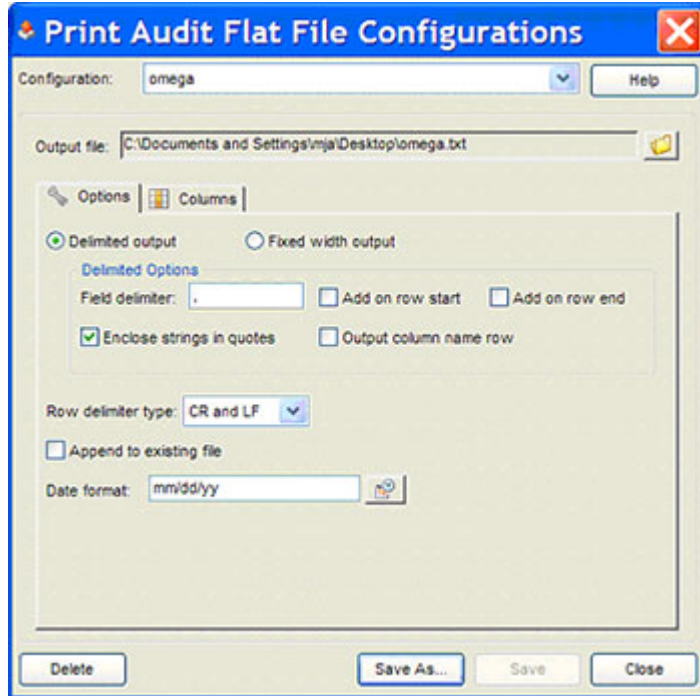 Print Audit Flat File Configurations
Configuration: omega Help
Output file: C:\Documents and Settings\mja\Desktop\omega.txt
Options Columns
Delimited output Fixed width output
Delimited Options
Field delimiter: , Add on row start Add on row end
Enclose strings in quotes Output column name row
Row delimiter type: CR and LF
Append to existing file
Date format: mm/dd/yy
Delete Save As... Save Close